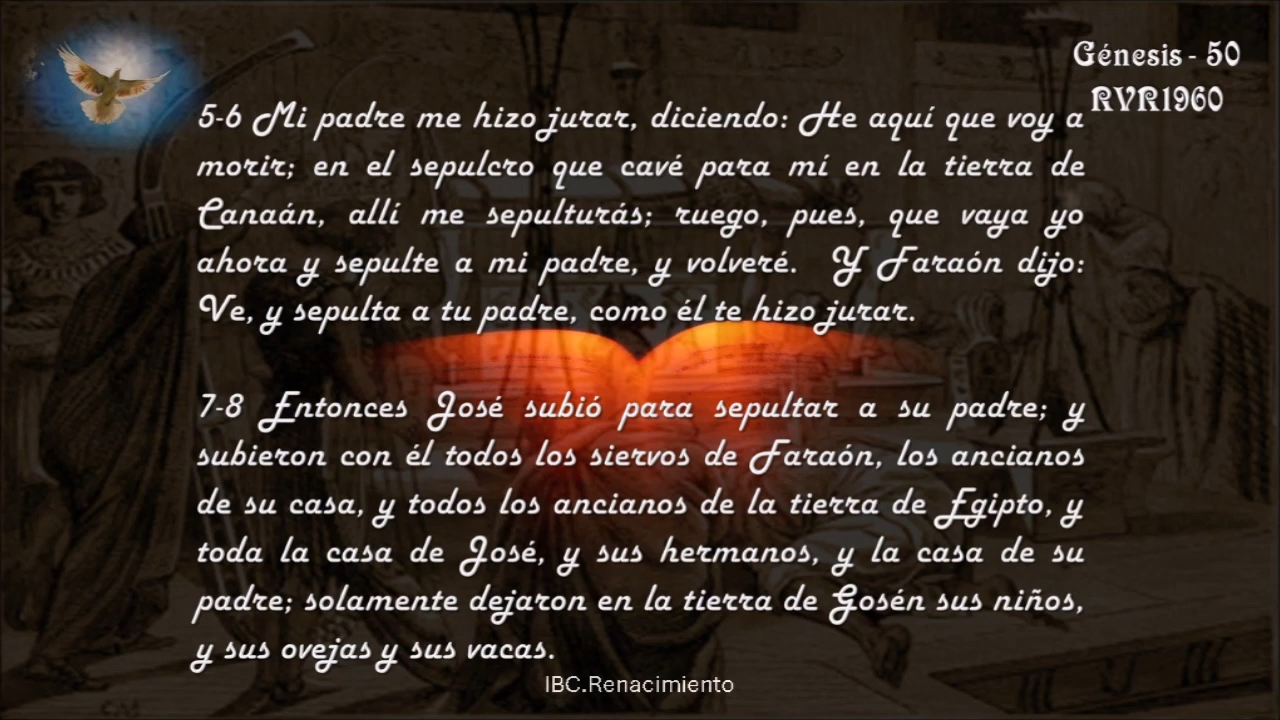 Génesis - 50
RVR1960
5-6 Mi padre me hizo jurar, diciendo: He aquí que voy a
morir; en el sepulcro que cavé para mí en la tierra de
Canaán, allí me sepulturás; ruego, pues, que vaya yo
ahora y sepulte a mi padre, y volveré. Y Faraón dijo:
Ve, y sepulta a tu padre, como él te hizo jurar.
7-8 Entonces José subió para sepultar a su padre; y
subieron con él todos los siervos de Faraón, los ancianos
de su casa, y todos los ancianos de la tierra de Egipto, y
toda la casa de José, y sus hermanos, y la casa de su
padre; solamente dejaron en la tierra de Gosén sus niños,
y sus ovejas y sus vacas.
IBC.Renacimiento